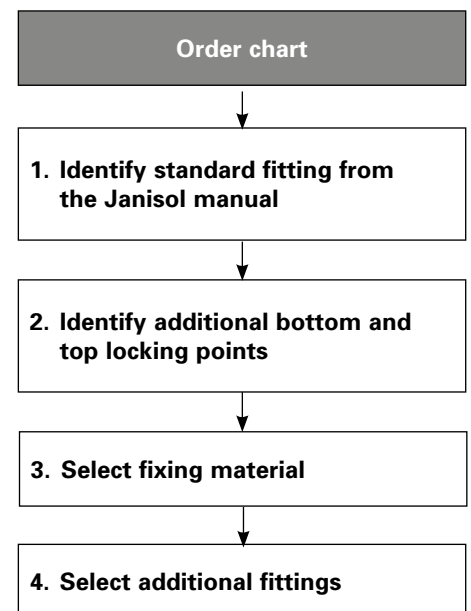 Order chart
1. Identify standard fitting from
the Janisol manual
2. Identify additional bottom and
top locking points
3. Select fixing material
4. Select additional fittings